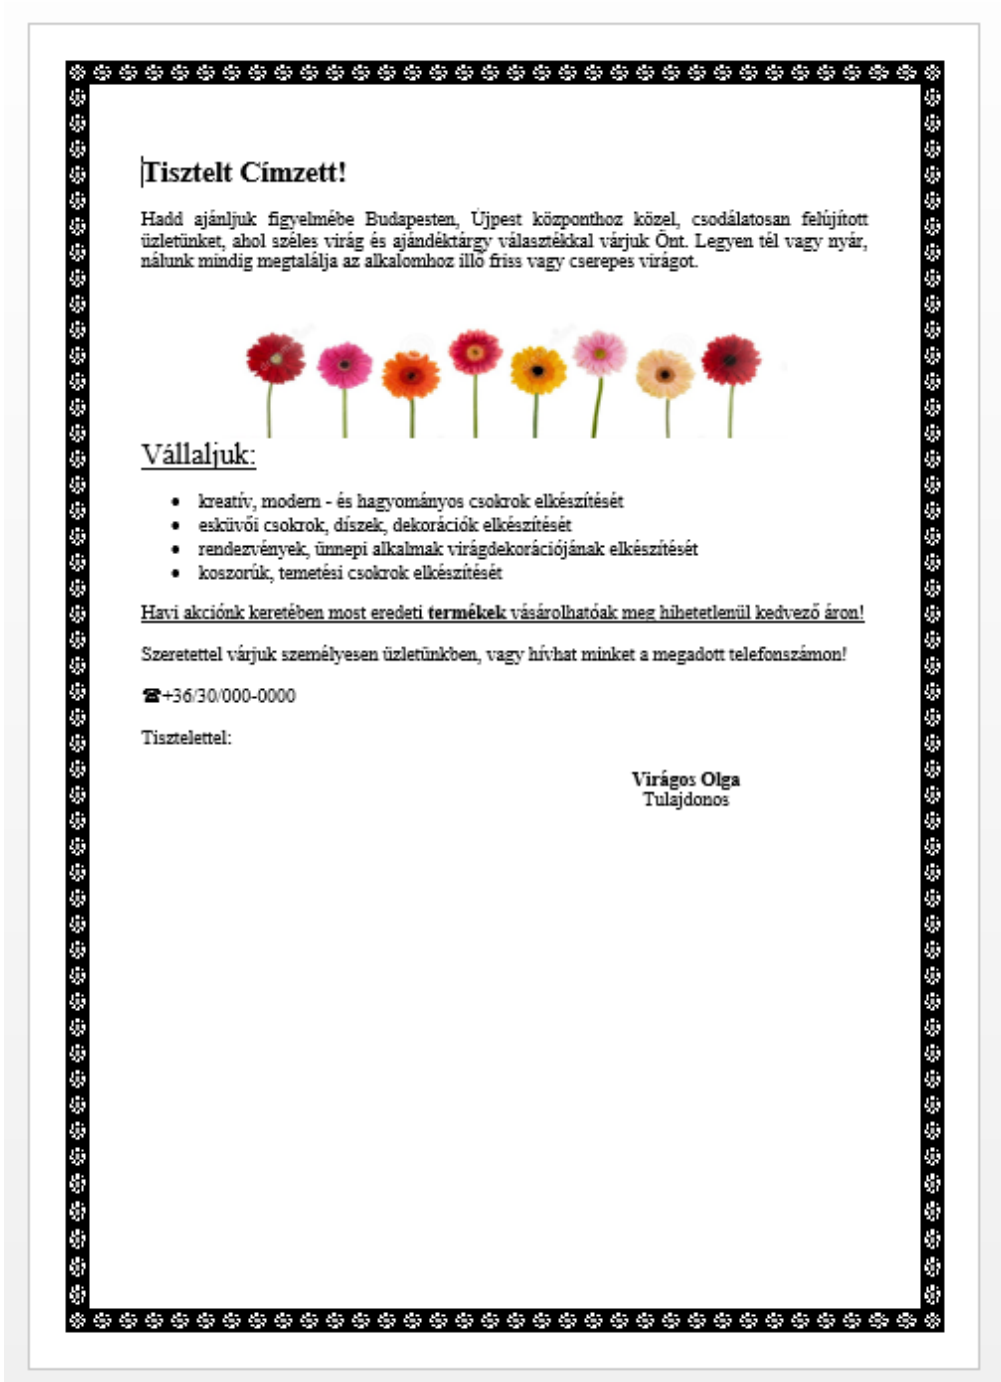 Tisztelt Címzett!
Hadd ajánljuk figyelmébe Budapesten, Újpest központhoz közel, csodálatosan felújított
üzletünket, ahol széles virág és ajándéktárgy választékkal várjuk Önt. Legyen tél vagy nyár,
nálunk mindig megtalálja az alkalomhoz illő friss vagy cserepes virágot.
Vállaljuk:
• kreatív, modern - és hagyományos csokrok elkészítését
• esküvői csokrok, díszek, dekorációk elkészítését
• rendezvények, ünnepi alkalmak virágdekorációjának elkészítését
• koszorúk, temetési csokrok elkészítését
Havi akciónk keretében most eredeti termékek vásárolhatóak meg hihetetlenül kedvező áron!
Szeretettel várjuk személyesen üzletünkben, vagy hívhat minket a megadott telefonszámon!
☎+36/30/000-0000
Tisztelettel:
Virágos Olga
Tulajdonos